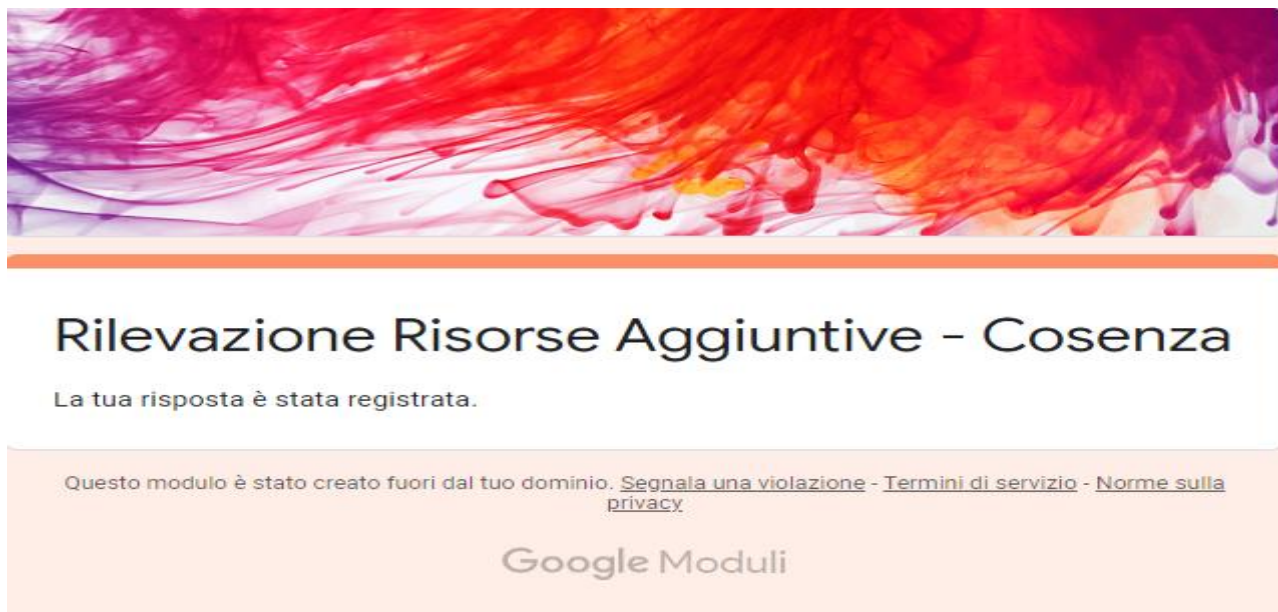 Rilevazione Risorse Aggiuntive - Cosenza
La tua risposta è stata registrata.
Questo modulo è stato creato fuori dal tuo dominio. Segnala una violazione - Termini di servizio - Norme sulla
privacy
Google Moduli